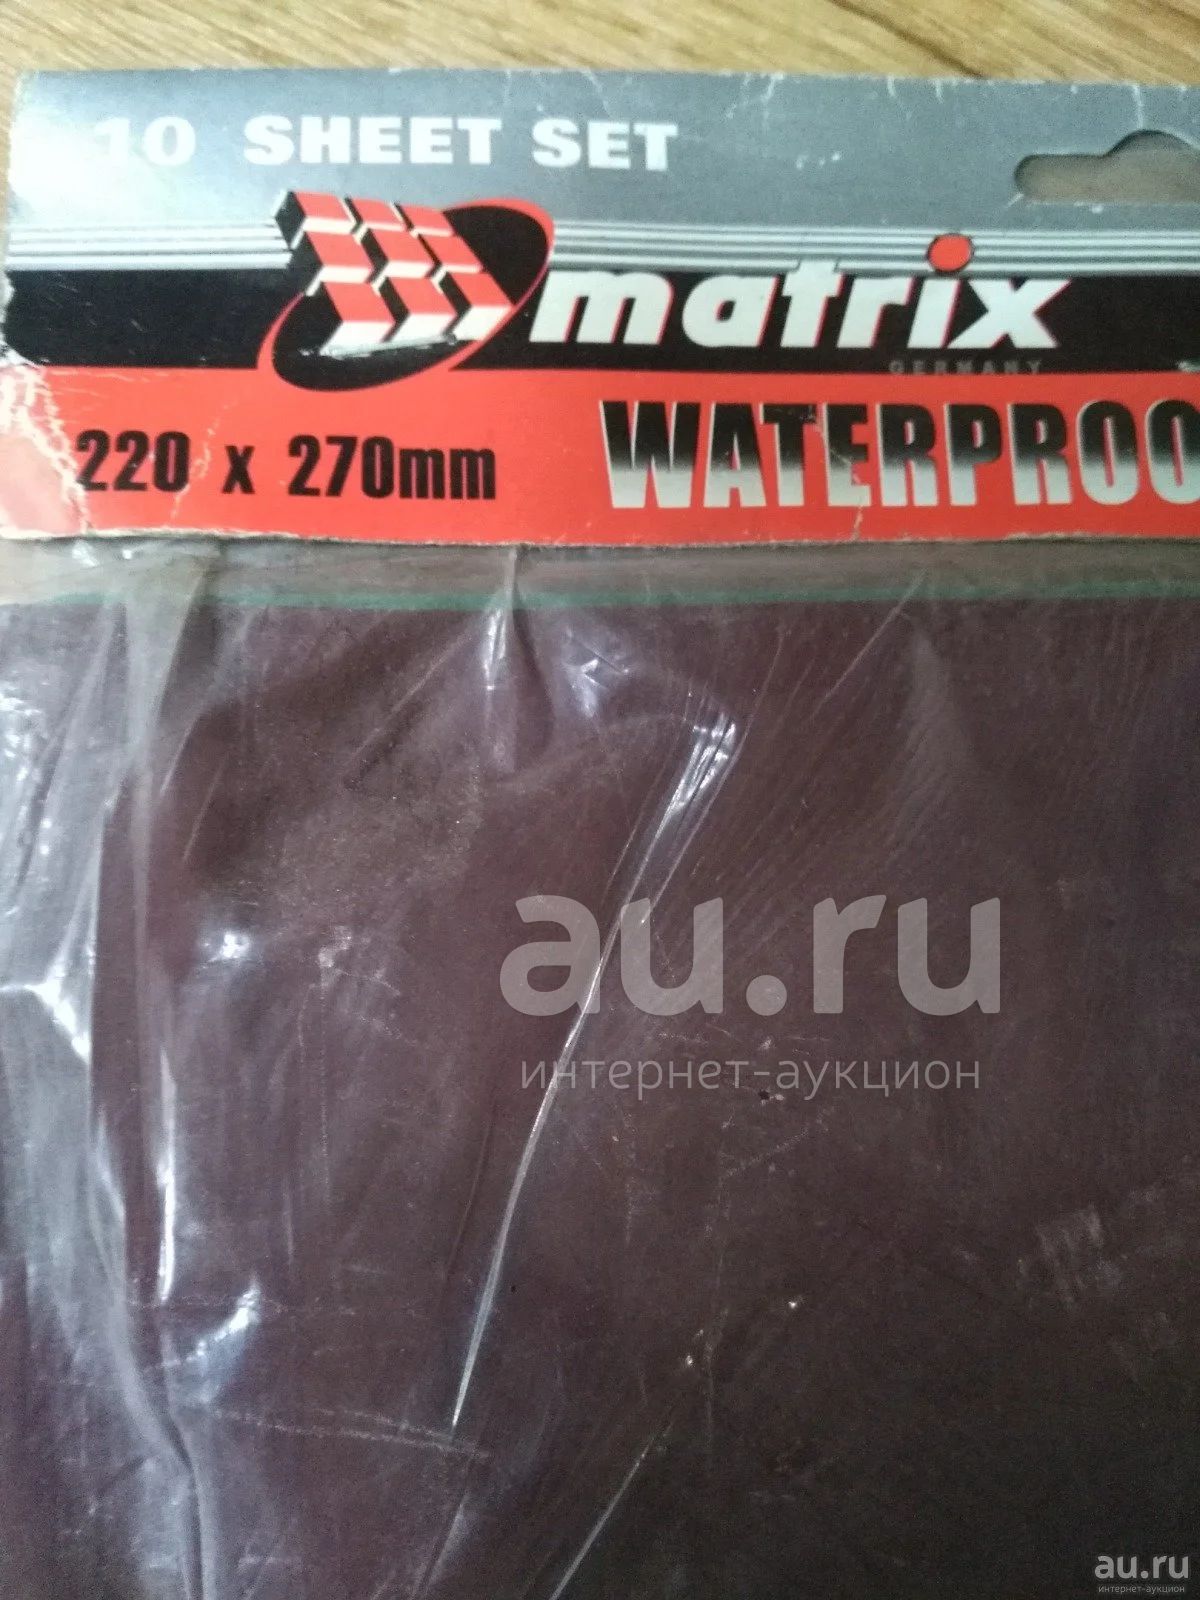 10 SHEET SET
matrix
GERMANY
220 x 270mm
WATERPROO
au.ru
интернет-аукцион
au.ru
интернет-аукцион